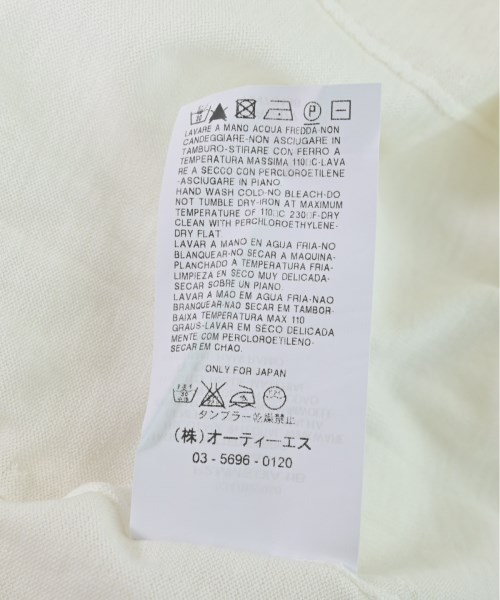 LAVARE A MANO ACQUA FREDDA-NON
CANDEGGIARE-NON ASCIUGARE IN
TAMBURO-STIRARE CON FERRO A
TEMPERATURA MASSIMA 110□C-LAVA
RE A SECCO CON PERCLOROETILENE
-ASCIUGARE IN PIANO
HAND WASH COLD-NO BLEACH-DO
NOT TUMBLE DRY-IRON AT MAXIMUM
TEMPERATURE OF 110□C 230□F-DRY
CLEAN WITH PERCHLOROETHYLENE-
DRY FLAT
LAVAR A MANO EN AGUA FRIA-NO
BLANQUEAR-NO SECAR A MAQUINA-
PLANCHADO A TEMPERATURA FRIA-
LIMPIEZA EN SECO MUY DELICADA-
SECAR SOBRE UN PIANO
LAVAR A MAO EM AGUA FRIA-NAO
BRANQUEAR-NAO SECAR EM TAMBOR-
BAIXA TEMPERATURA MAX 110
GRAUS-LAVAR EM SECO DELICADA
MENTE COM PERCLOROETILENO-
SECAR EM CHAO.
ONLY FOR JAPAN
タンブラー乾燥禁止
(株)オーティーエス
03-5696-0120